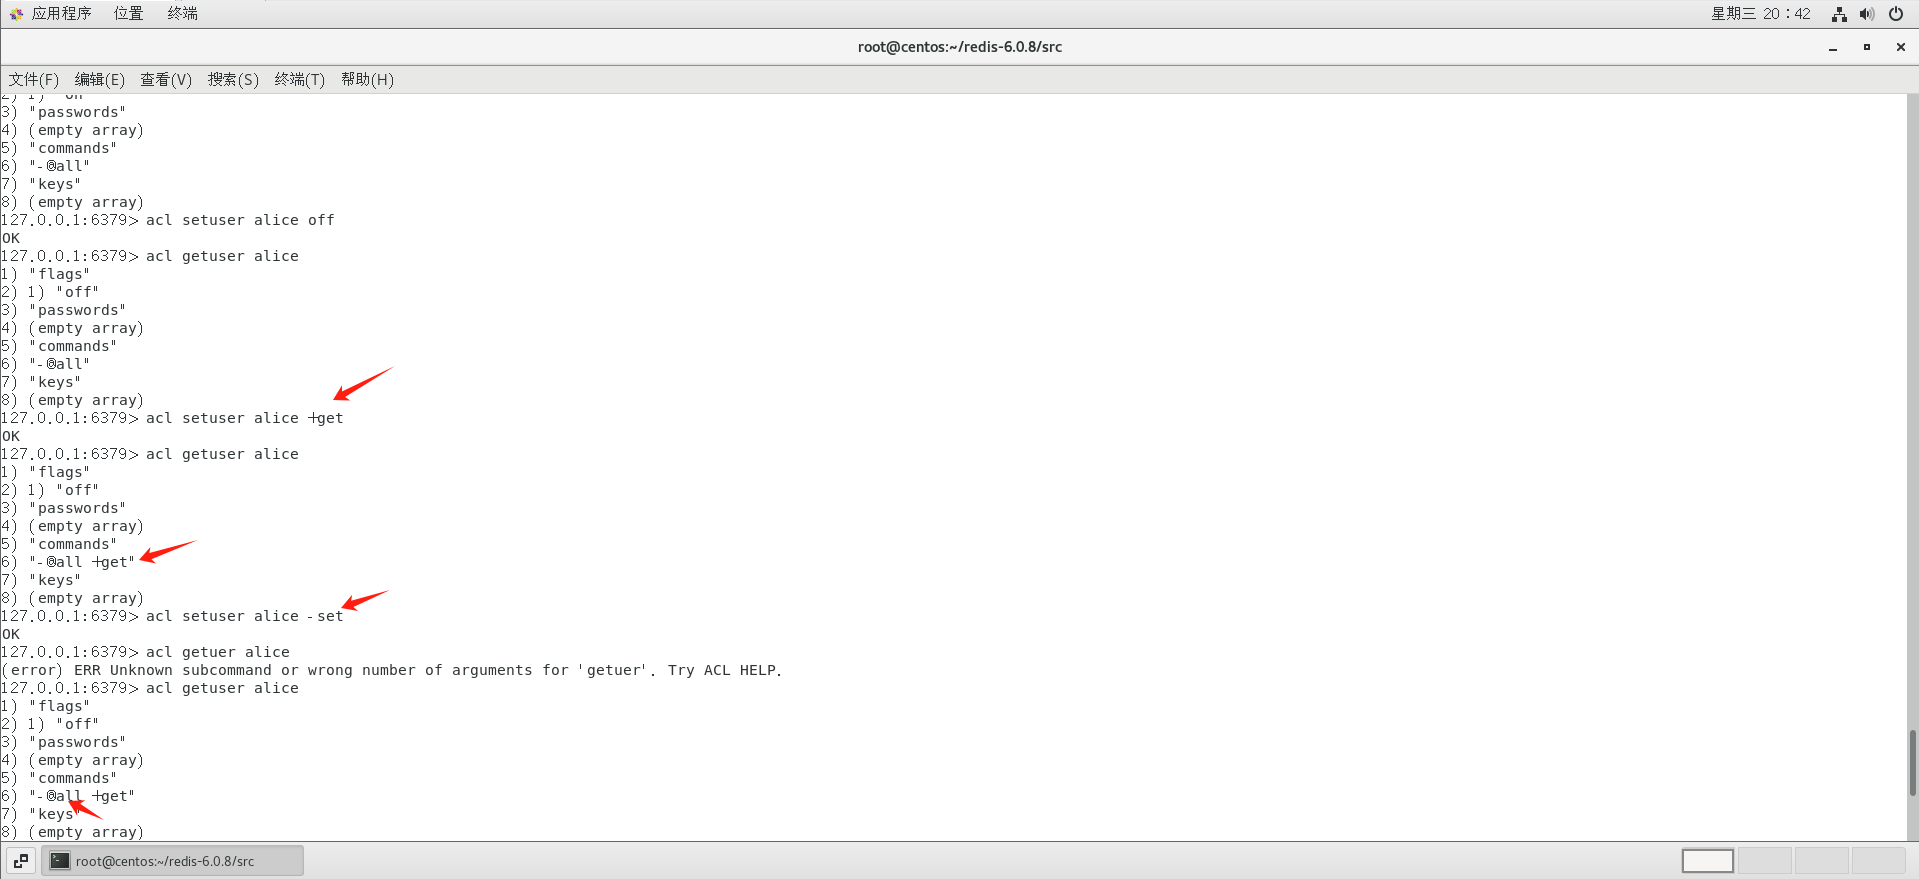 应用程序 位置 终端 星期三 20：42
root@centos:~/redis-6.0.8/src
文件(F) 编辑(E) 查看(V) 搜索(S) 终端(T) 帮助(H)
2) 1) "on"
3) "passwords"
4) (empty array)
5) "commands"
6) "-@all"
7) "keys"
8) (empty array)
127.0.0.1:6379> acl setuser alice off
OK
127.0.0.1:6379> acl getuser alice
1) "flags"
2) 1) "off"
3) "passwords"
4) (empty array)
5) "commands"
6) "-@all"
7) "keys"
8) (empty array)
127.0.0.1:6379> acl setuser alice +get
OK
127.0.0.1:6379> acl getuser alice
1) "flags"
2) 1) "off"
3) "passwords"
4) (empty array)
5) "commands"
6) "-@all +get"
7) "keys"
8) (empty array)
127.0.0.1:6379> acl setuser alice -set
OK
127.0.0.1:6379> acl getuer alice
(error) ERR Unknown subcommand or wrong number of arguments for 'getuer'. Try ACL HELP.
127.0.0.1:6379> acl getuser alice
1) "flags"
2) 1) "off"
3) "passwords"
4) (empty array)
5) "commands"
6) "-@all +get"
7) "keys"
8) (empty array)
root@centos:~/redis-6.0.8/src